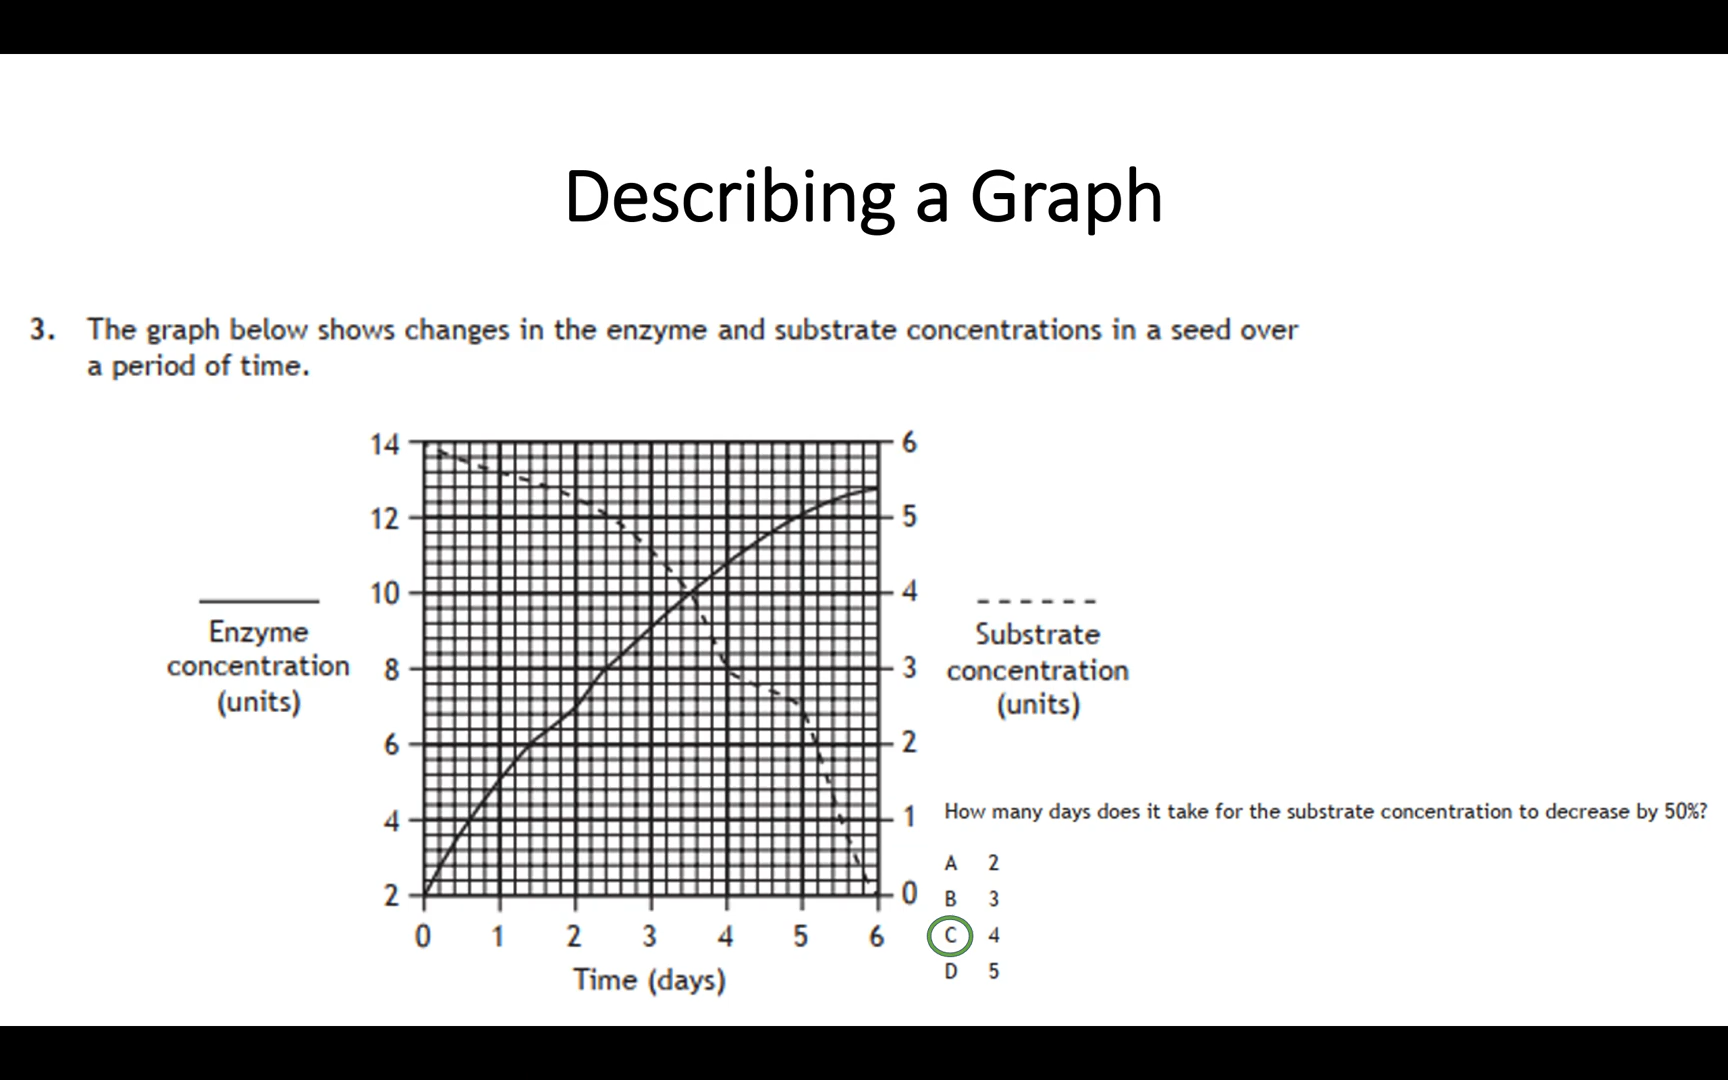 Describing a Graph
3. The graph below shows changes in the enzyme and substrate concentrations in a seed over
a period of time.
14
12
10
8
6
4
2
Enzyme
concentration
(units)
6
5
4
3
2
1
0
Substrate
concentration
(units)
0 1 2 3 4 5 6
Time (days)
How many days does it take for the substrate concentration to decrease by 50%?
A 2
B 3
C 4
D 5